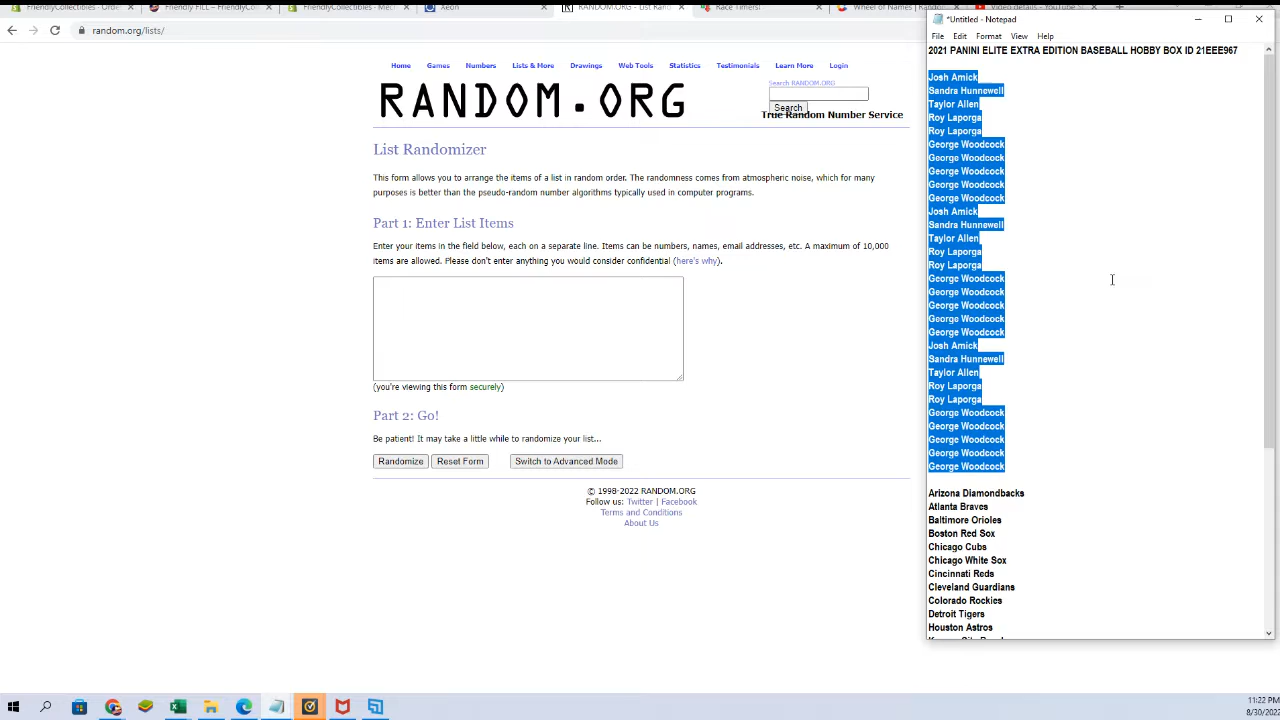 FriendlyCollectibles - Orde
Friendly FILL - FriendlyCo
FriendlyCollectibles - Me
Xeon
RANDOM.ORG - List Ran
Race Timers!
Wheel of Names | Rando
Video details - YouTube S
random.org/lists/
Home
Games
Numbers
Lists & More
Drawings
Web Tools
Statistics
Testimonials
Learn More
Login
RANDOM.ORG
Search RANDOM.ORG
Search
True Random Number Service
List Randomizer
This form allows you to arrange the items of a list in random order. The randomness comes from atmospheric noise, which for many
purposes is better than the pseudo-random number algorithms typically used in computer programs.
Part 1: Enter List Items
Enter your items in the field below, each on a separate line. Items can be numbers, names, email addresses, etc. A maximum of 10,000
items are allowed. Please don't enter anything you would consider confidential (here's why).
(you're viewing this form securely)
Part 2: Go!
Be patient! It may take a little while to randomize your list...
Randomize
Reset Form
Switch to Advanced Mode
© 1998-2022 RANDOM.ORG
Follow us: Twitter | Facebook
Terms and Conditions
About Us
*Untitled - Notepad
File Edit Format View Help
2021 PANINI ELITE EXTRA EDITION BASEBALL HOBBY BOX ID 21EEE967
Josh Amick
Sandra Hunnewell
Taylor Allen
Roy Laporga
Roy Laporga
George Woodcock
George Woodcock
George Woodcock
George Woodcock
George Woodcock
Josh Amick
Sandra Hunnewell
Taylor Allen
Roy Laporga
Roy Laporga
George Woodcock
George Woodcock
George Woodcock
George Woodcock
George Woodcock
Josh Amick
Sandra Hunnewell
Taylor Allen
Roy Laporga
Roy Laporga
George Woodcock
George Woodcock
George Woodcock
George Woodcock
George Woodcock
Arizona Diamondbacks
Atlanta Braves
Baltimore Orioles
Boston Red Sox
Chicago Cubs
Chicago White Sox
Cincinnati Reds
Cleveland Guardians
Colorado Rockies
Detroit Tigers
Houston Astros
11:22 PM
8/30/2022